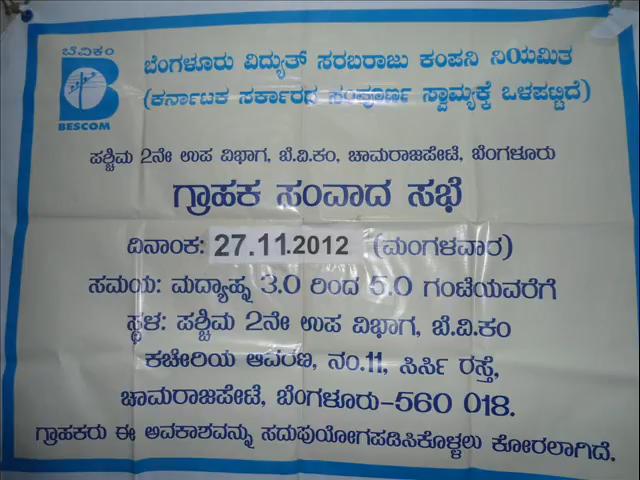 ಬೆವಿಕಂ
BESCOM
ಬೆಂಗಳೂರು ವಿದ್ಯುತ್ ಸರಬರಾಜು ಕಂಪನಿ ನಿಯಮಿತ
(ಕರ್ನಾಟಕ ಸರ್ಕಾರದ ಸಂಪೂರ್ಣ ಸ್ವಾಮ್ಯಕ್ಕೆ ಒಳಪಟ್ಟಿದೆ)
ಪಶ್ಚಿಮ 2ನೇ ಉಪ ವಿಭಾಗ, ಬೆ.ವಿ.ಕಂ, ಚಾಮರಾಜಪೇಟೆ, ಬೆಂಗಳೂರು
ಗ್ರಾಹಕ ಸಂವಾದ ಸಭೆ
ದಿನಾಂಕ: 27.11.2012 (ಮಂಗಳವಾರ)
ಸಮಯ: ಮದ್ಯಾಹ್ನ 3.0 ರಿಂದ 5.0 ಗಂಟೆಯವರೆಗೆ
ಸ್ಥಳ: ಪಶ್ಚಿಮ 2ನೇ ಉಪ ವಿಭಾಗ, ಬೆ.ವಿ.ಕಂ
ಕಚೇರಿಯ ಆವರಣ, ನಂ.11, ಸಿರ್ಸಿ ರಸ್ತೆ,
ಚಾಮರಾಜಪೇಟೆ, ಬೆಂಗಳೂರು-560 018.
ಗ್ರಾಹಕರು ಈ ಅವಕಾಶವನ್ನು ಸದುಪುಯೋಗಪಡಿಸಿಕೊಳ್ಳಲು ಕೋರಲಾಗಿದೆ.